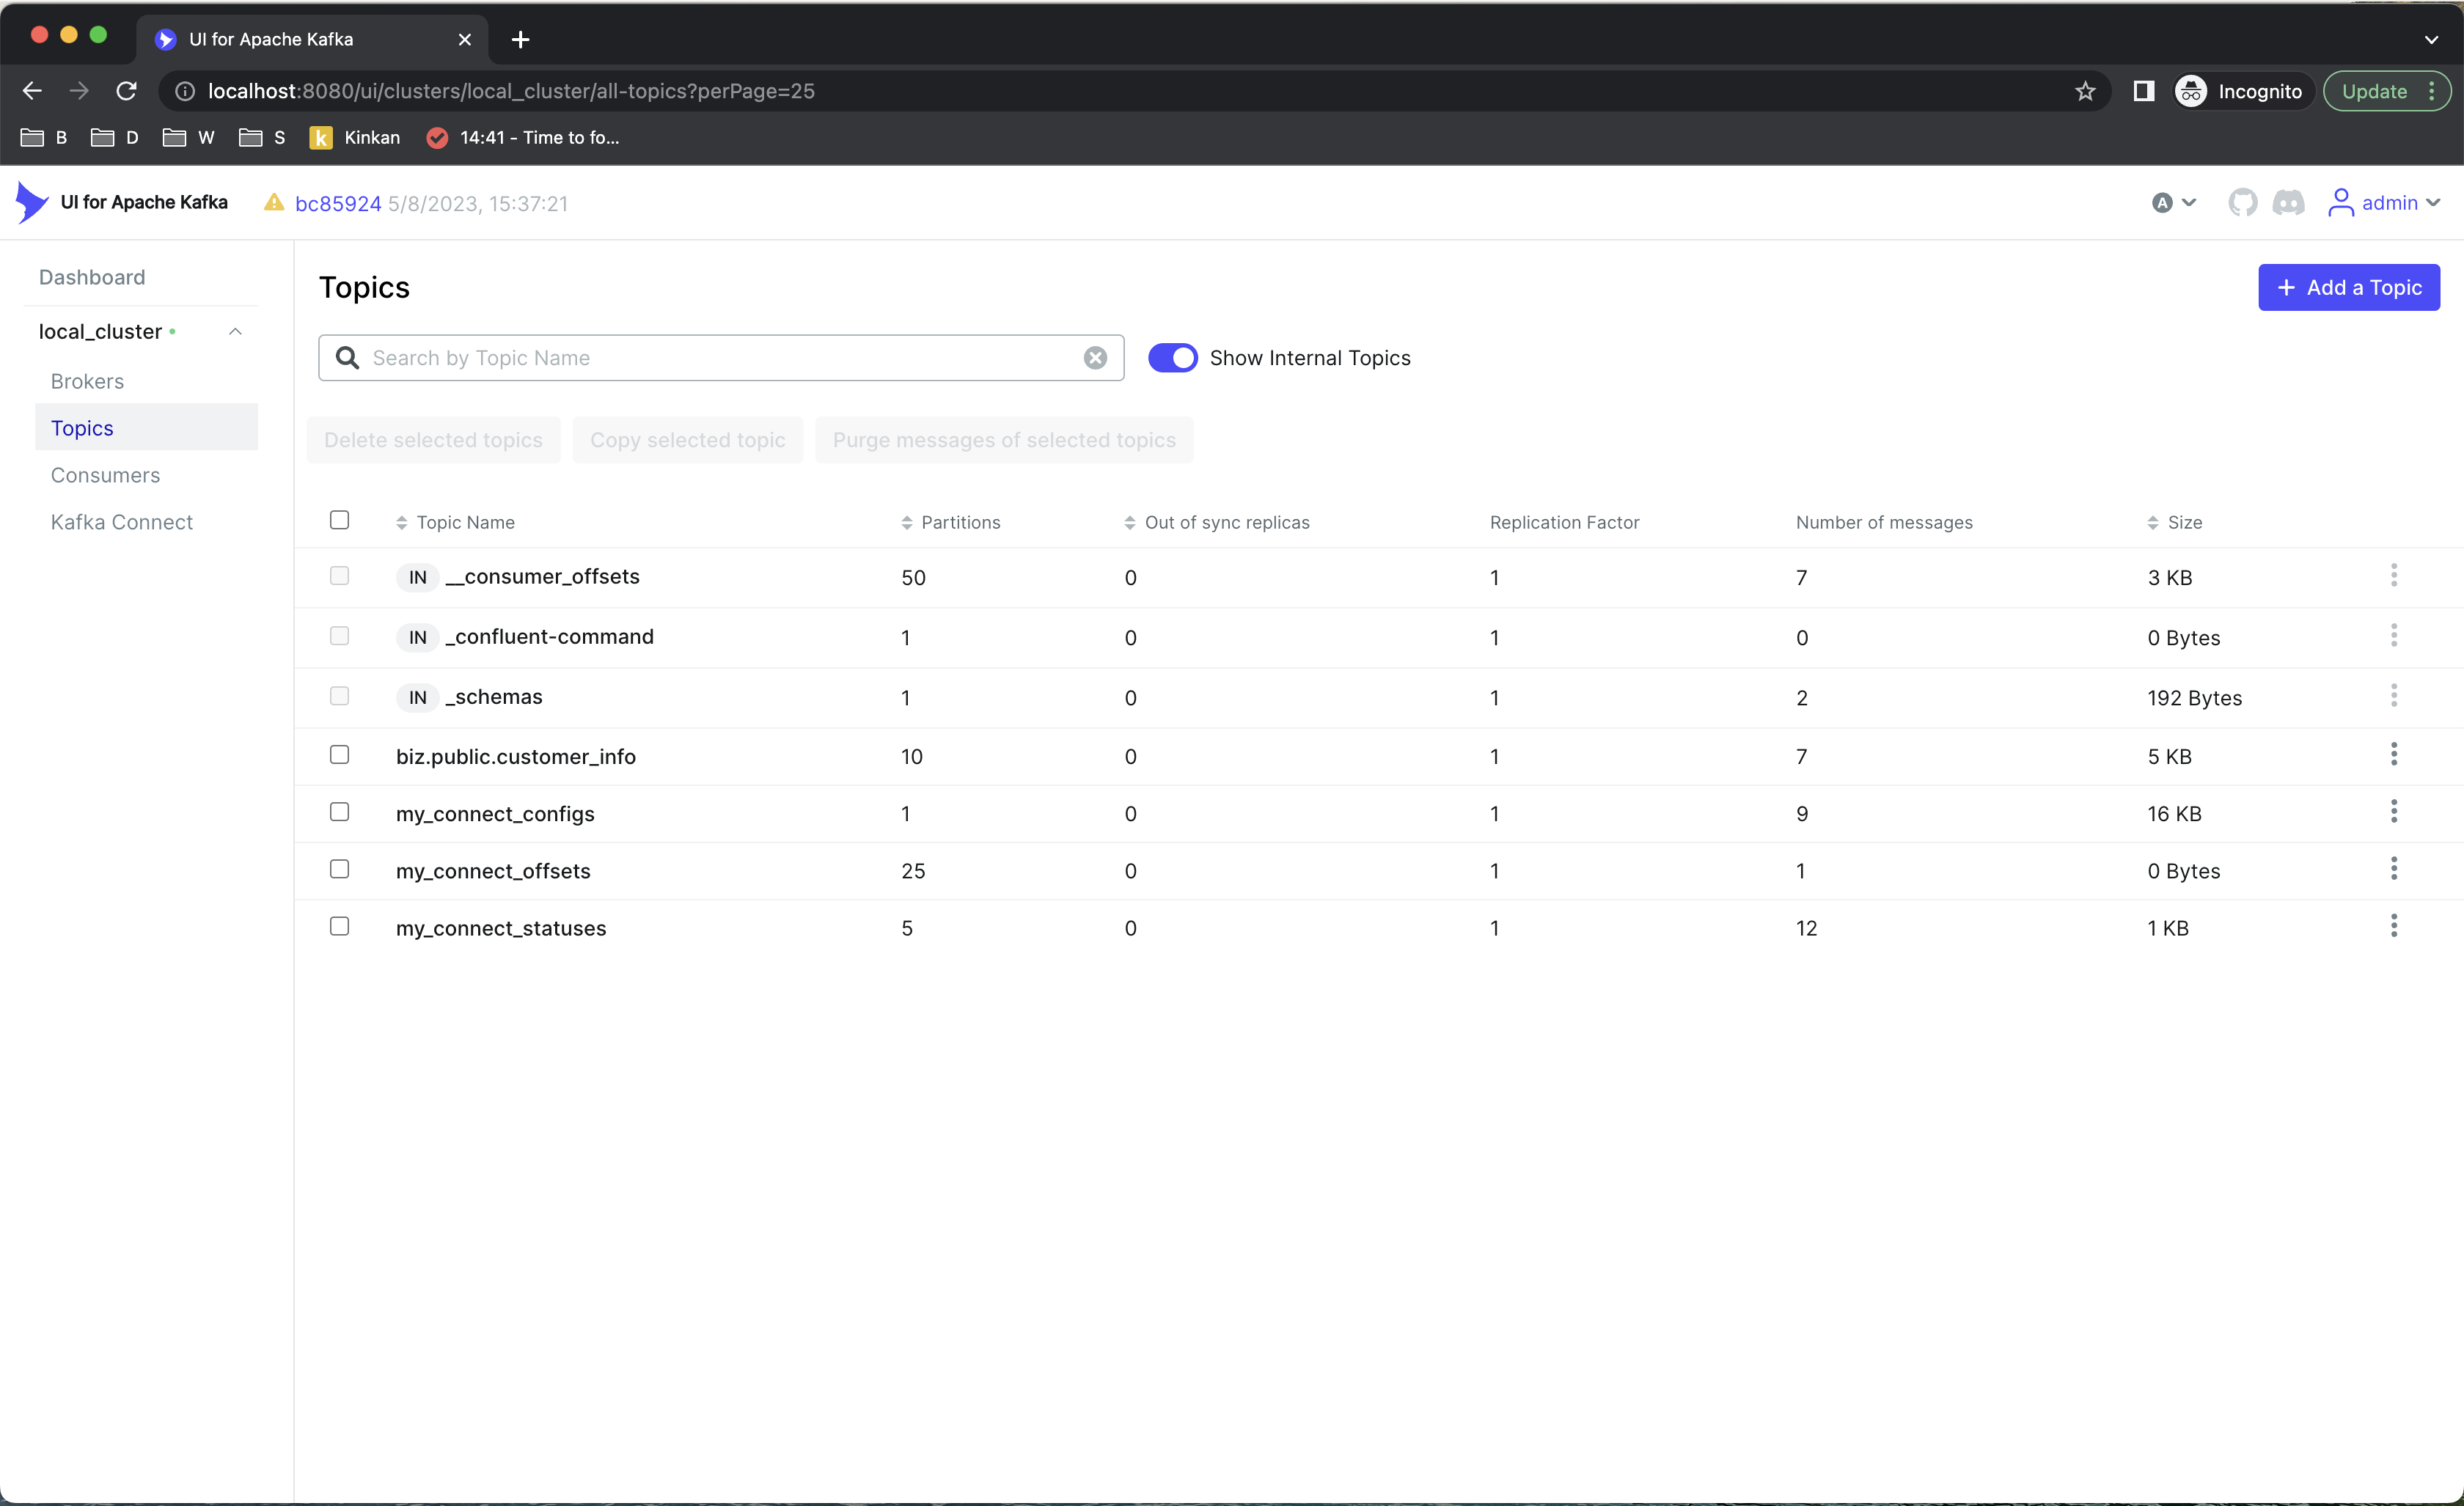 UI for Apache Kafka
localhost:8080/ui/clusters/local_cluster/all-topics?perPage=25
Incognito
Update
B
D
W
S
k Kinkan
14:41 - Time to fo...
UI for Apache Kafka
bc85924 5/8/2023, 15:37:21
A
admin
Dashboard
local_cluster
Brokers
Topics
Consumers
Kafka Connect
Topics
Add a Topic
Search by Topic Name
Show Internal Topics
Delete selected topics
Copy selected topic
Purge messages of selected topics
Topic Name Partitions Out of sync replicas Replication Factor Number of messages Size
IN __consumer_offsets 50 0 1 7 3 KB
IN _confluent-command 1 0 1 0 0 Bytes
IN _schemas 1 0 1 2 192 Bytes
biz.public.customer_info 10 0 1 7 5 KB
my_connect_configs 1 0 1 9 16 KB
my_connect_offsets 25 0 1 1 0 Bytes
my_connect_statuses 5 0 1 12 1 KB